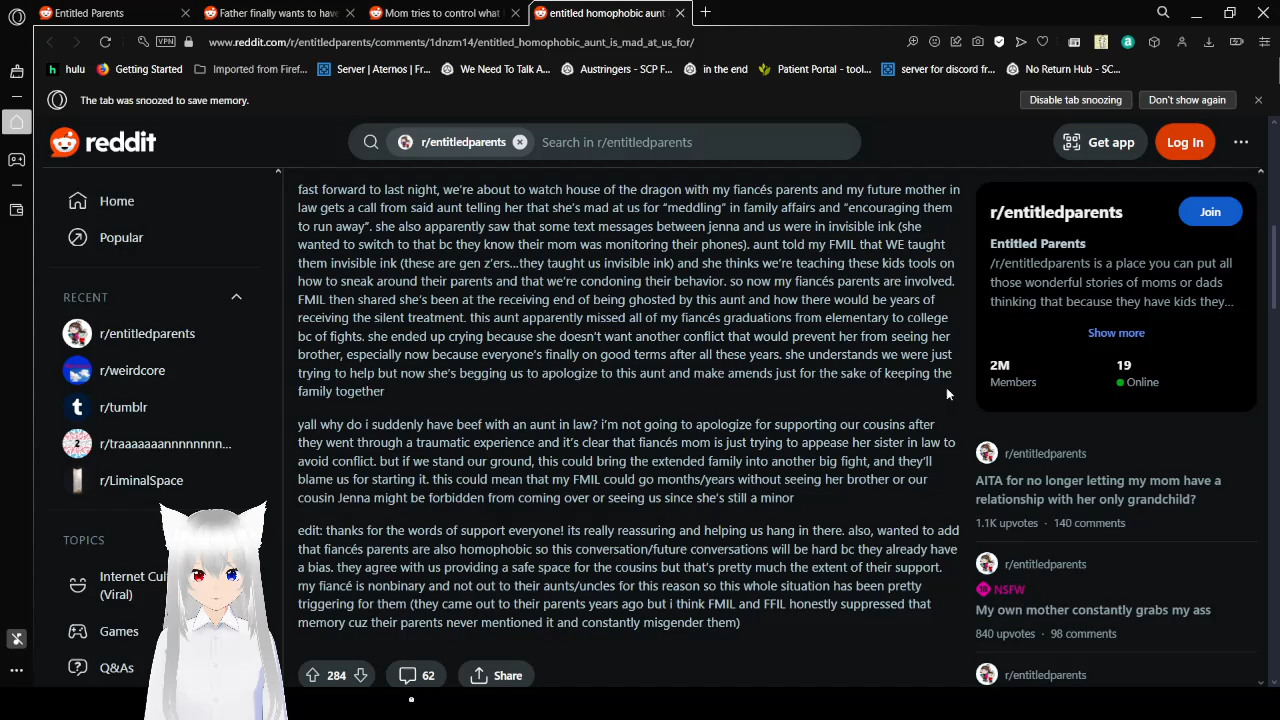 Entitled Parents
Father finally wants to have
Mom tries to control what
entitled homophobic aunt
VPN
www.reddit.com/r/entitledparents/comments/1dnzm14/entitled_homophobic_aunt_is_mad_at_us_for/
hulu
Getting Started
Imported from Firef...
Server | Aternos | Fr...
We Need To Talk A...
Austringers - SCP F...
in the end
Patient Portal - tool...
server for discord fr...
No Return Hub - SC...
The tab was snoozed to save memory.
Disable tab snoozing
Don't show again
reddit
r/entitledparents
Search in r/entitledparents
Get app
Log In
Home
Popular
RECENT
r/entitledparents
r/weirdcore
r/tumblr
r/traaaaaaannnnnnnn...
r/LiminalSpace
TOPICS
Internet Cul
(Viral)
Games
Q&As
fast forward to last night, we're about to watch house of the dragon with my fiancés parents and my future mother in
law gets a call from said aunt telling her that she's mad at us for “meddling” in family affairs and “encouraging them
to run away”. she also apparently saw that some text messages between jenna and us were in invisible ink (she
wanted to switch to that bc they know their mom was monitoring their phones). aunt told my FMIL that WE taught
them invisible ink (these are gen z'ers...they taught us invisible ink) and she thinks we're teaching these kids tools on
how to sneak around their parents and that we're condoning their behavior. so now my fiancés parents are involved.
FMIL then shared she's been at the receiving end of being ghosted by this aunt and how there would be years of
receiving the silent treatment. this aunt apparently missed all of my fiancés graduations from elementary to college
bc of fights. she ended up crying because she doesn't want another conflict that would prevent her from seeing her
brother, especially now because everyone's finally on good terms after all these years. she understands we were just
trying to help but now she's begging us to apologize to this aunt and make amends just for the sake of keeping the
family together
yall why do i suddenly have beef with an aunt in law? i'm not going to apologize for supporting our cousins after
they went through a traumatic experience and it's clear that fiancés mom is just trying to appease her sister in law to
avoid conflict. but if we stand our ground, this could bring the extended family into another big fight, and they'll
blame us for starting it. this could mean that my FMIL could go months/years without seeing her brother or our
cousin Jenna might be forbidden from coming over or seeing us since she's still a minor
edit: thanks for the words of support everyone! its really reassuring and helping us hang in there. also, wanted to add
that fiancés parents are also homophobic so this conversation/future conversations will be hard bc they already have
a bias. they agree with us providing a safe space for the cousins but that's pretty much the extent of their support.
my fiancé is nonbinary and not out to their aunts/uncles for this reason so this whole situation has been pretty
triggering for them (they came out to their parents years ago but i think FMIL and FFIL honestly suppressed that
memory cuz their parents never mentioned it and constantly misgender them)
284
62
Share
r/entitledparents
Join
Entitled Parents
/r/entitledparents is a place you can put all
those wonderful stories of moms or dads
thinking that because they have kids they...
Show more
2M
Members
19
Online
r/entitledparents
AITA for no longer letting my mom have a
relationship with her only grandchild?
1.1K upvotes · 140 comments
r/entitledparents
NSFW
My own mother constantly grabs my ass
840 upvotes · 98 comments
r/entitledparents